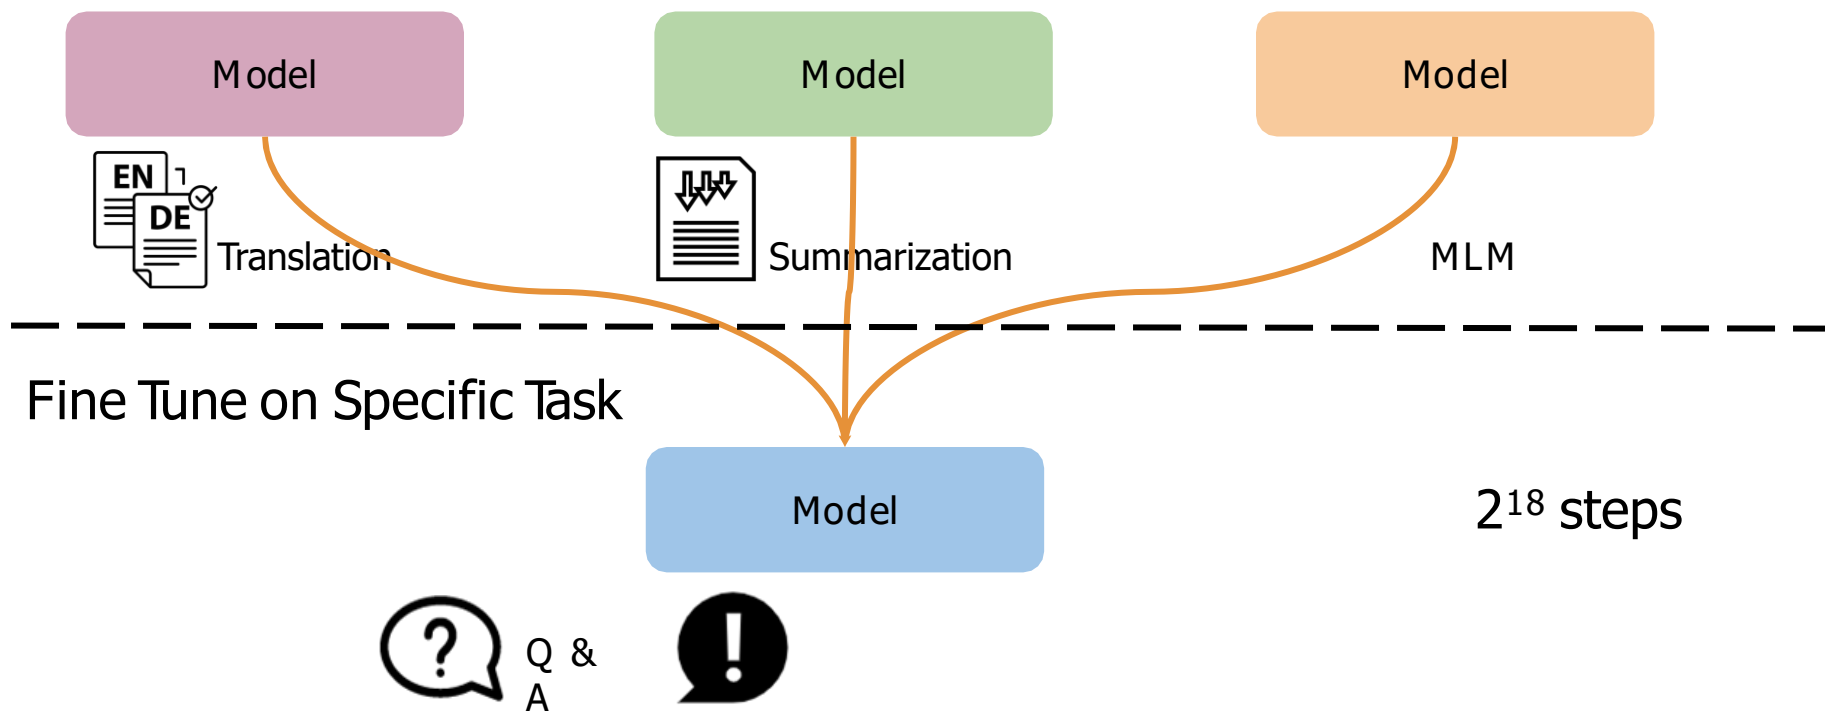 Model
Model
Model
EN
DE
Translation
Summarization
MLM
Fine Tune on Specific Task
Model
2¹⁸ steps
?
!
Q &
A